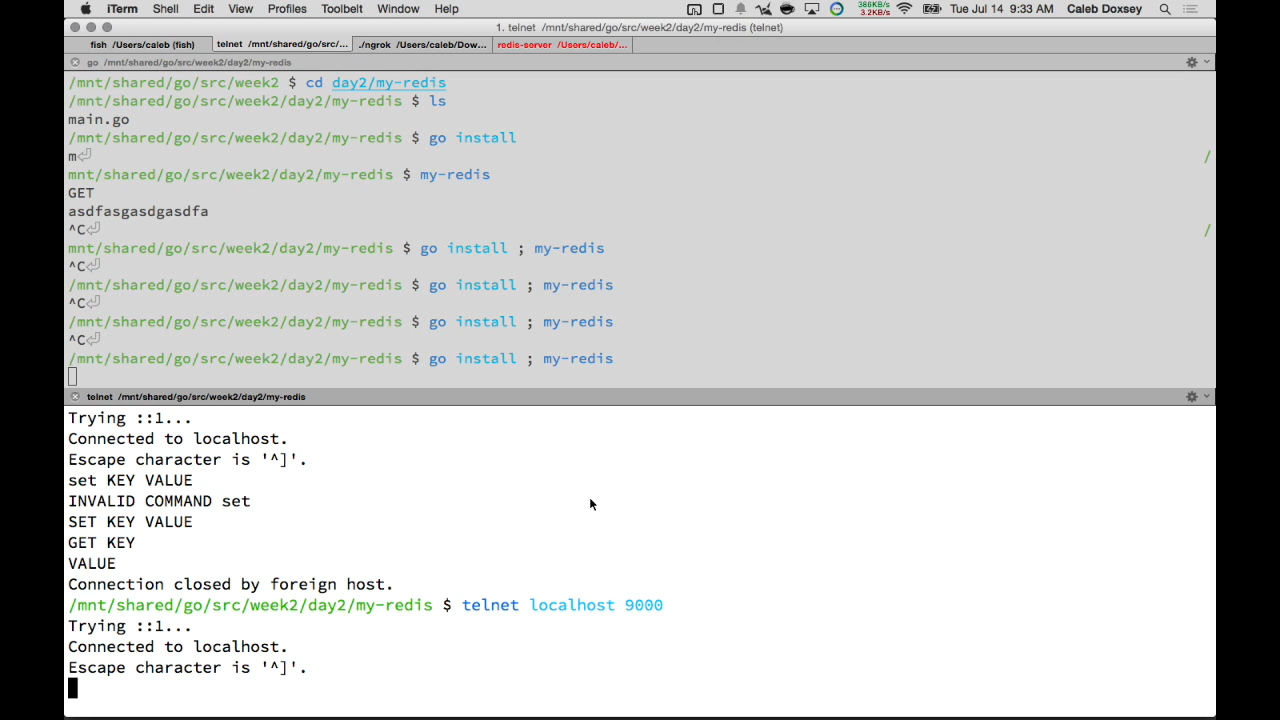 iTerm Shell Edit View Profiles Toolbelt Window Help 386KB/s 3.2KB/s Tue Jul 14 9:33 AM Caleb Doxsey
1. telnet /mnt/shared/go/src/week2/day2/my-redis (telnet)
fish /Users/caleb (fish) telnet /mnt/shared/go/src/... ./ngrok /Users/caleb/Dow... redis-server /Users/caleb/...
go /mnt/shared/go/src/week2/day2/my-redis
/mnt/shared/go/src/week2 $ cd day2/my-redis
/mnt/shared/go/src/week2/day2/my-redis $ ls
main.go
/mnt/shared/go/src/week2/day2/my-redis $ go install
m⏎ /
mnt/shared/go/src/week2/day2/my-redis $ my-redis
GET
asdfasgasdgasdfa
^C⏎ /
mnt/shared/go/src/week2/day2/my-redis $ go install ; my-redis
^C⏎
/mnt/shared/go/src/week2/day2/my-redis $ go install ; my-redis
^C⏎
/mnt/shared/go/src/week2/day2/my-redis $ go install ; my-redis
^C⏎
/mnt/shared/go/src/week2/day2/my-redis $ go install ; my-redis
telnet /mnt/shared/go/src/week2/day2/my-redis
Trying ::1...
Connected to localhost.
Escape character is '^]'.
set KEY VALUE
INVALID COMMAND set
SET KEY VALUE
GET KEY
VALUE
Connection closed by foreign host.
/mnt/shared/go/src/week2/day2/my-redis $ telnet localhost 9000
Trying ::1...
Connected to localhost.
Escape character is '^]'.